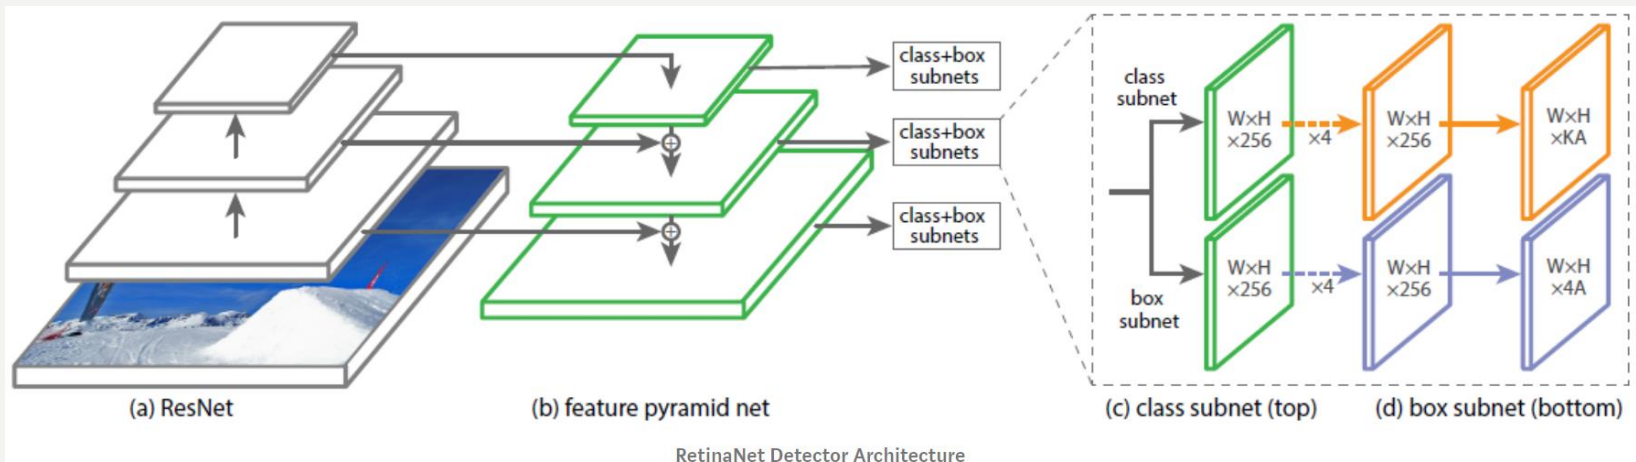 class+box
subnets
class+box
subnets
class+box
subnets
class
subnet
W×H
×256
×4
W×H
×256
W×H
×KA
box
subnet
W×H
×256
×4
W×H
×256
W×H
×4A
(a) ResNet
(b) feature pyramid net
(c) class subnet (top)
(d) box subnet (bottom)
RetinaNet Detector Architecture